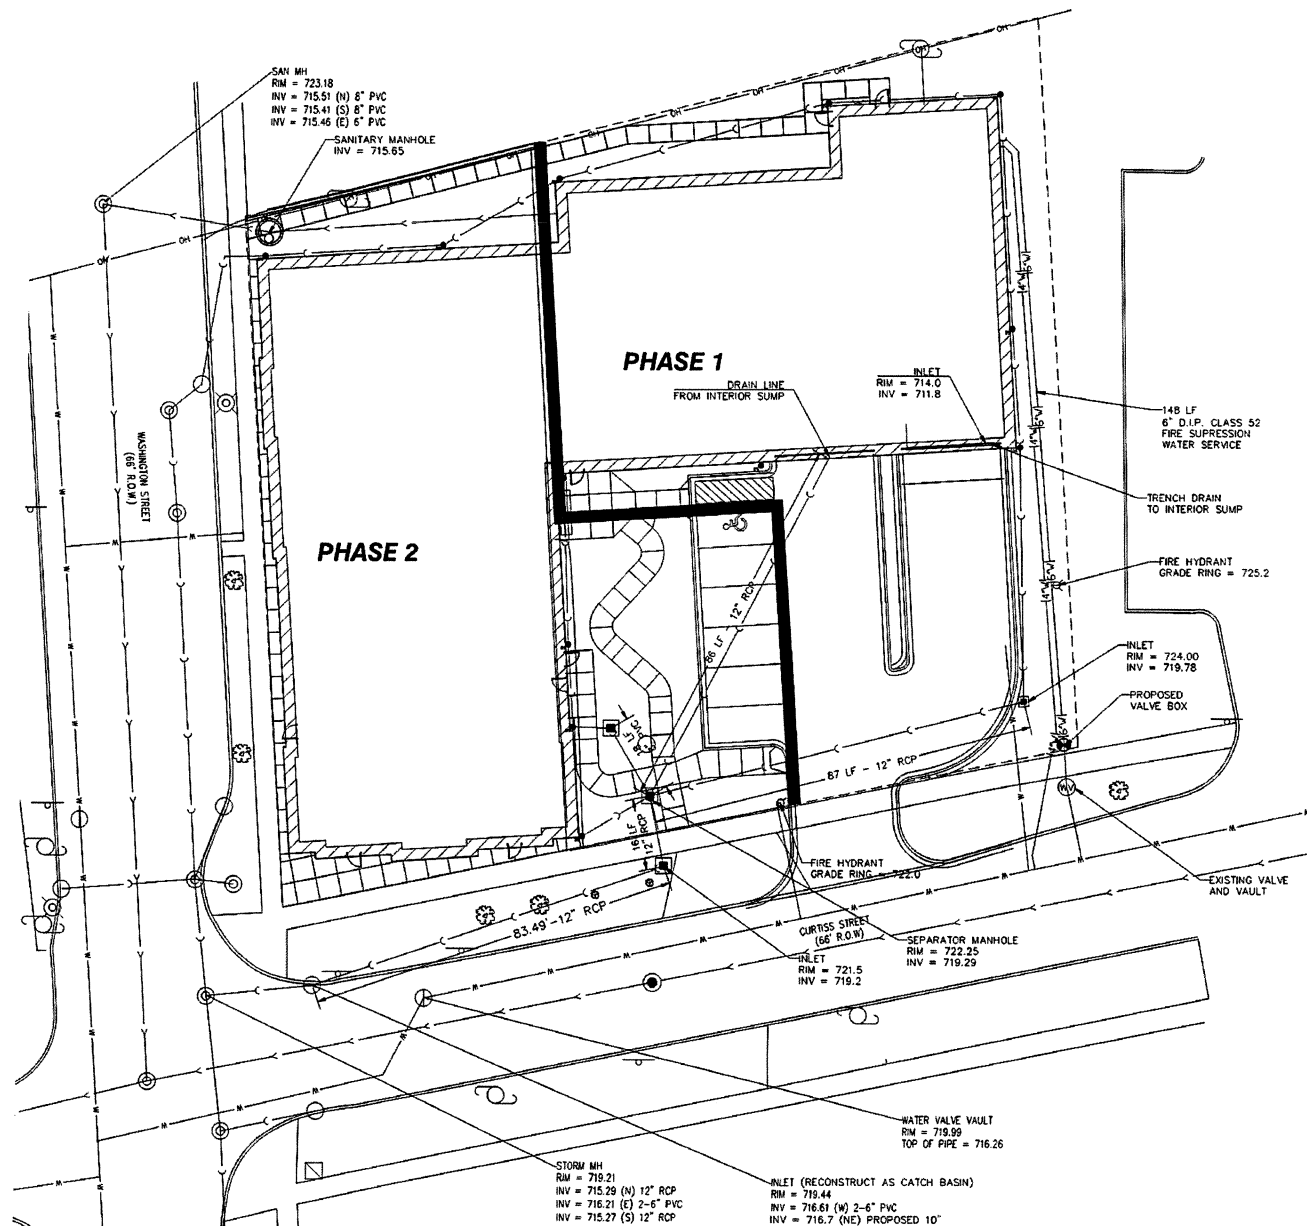 SAN MH
RIM = 723.18
INV = 715.51 (N) 8" PVC
INV = 715.41 (S) 8" PVC
INV = 715.46 (E) 6" PVC
SANITARY MANHOLE
INV = 715.65
PHASE 1
DRAIN LINE
FROM INTERIOR SUMP
INLET
RIM = 714.0
INV = 711.8
148 LF
6" D.I.P. CLASS 52
FIRE SUPRESSION
WATER SERVICE
WASHINGTON STREET
(66' R.O.W.)
TRENCH DRAIN
TO INTERIOR SUMP
PHASE 2
FIRE HYDRANT
GRADE RING = 725.2
86 LF - 12" RCP
INLET
RIM = 724.00
INV = 719.78
PROPOSED
VALVE BOX
18 LF
PVC
87 LF - 12" RCP
WV
16 LF
12" RCP
FIRE HYDRANT
GRADE RING = 722.0
EXISTING VALVE
AND VAULT
83.49'-12" RCP
CURTISS STREET
(66' R.O.W)
SEPARATOR MANHOLE
RIM = 722.25
INV = 719.29
INLET
RIM = 721.5
INV = 719.2
WATER VALVE VAULT
RIM = 719.99
TOP OF PIPE = 716.26
STORM MH
RIM = 719.21
INV = 715.29 (N) 12" RCP
INV = 716.21 (E) 2-6" PVC
INV = 715.27 (S) 12" RCP
INLET (RECONSTRUCT AS CATCH BASIN)
RIM = 719.44
INV = 716.61 (W) 2-6" PVC
INV = 716.7 (NE) PROPOSED 10"